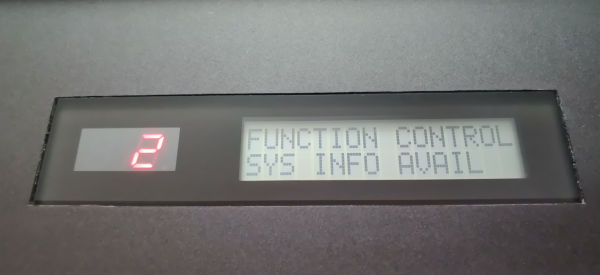 2
FUNCTION CONTROL
SYS INFO AVAIL